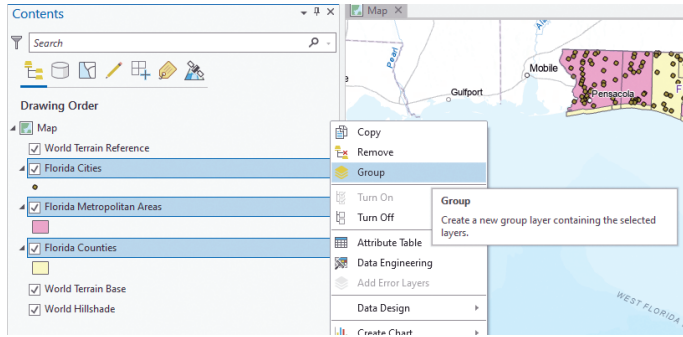 Contents
Search
Drawing Order
Map
World Terrain Reference
Florida Cities
Florida Metropolitan Areas
Florida Counties
World Terrain Base
World Hillshade
Map
Pearl
Mobile
Gulfport
Pensacola
F
WEST FLORIDA
Copy
Remove
Group
Turn On
Turn Off
Attribute Table
Data Engineering
Add Error Layers
Data Design
Create Chart
Group
Create a new group layer containing the selected
layers.